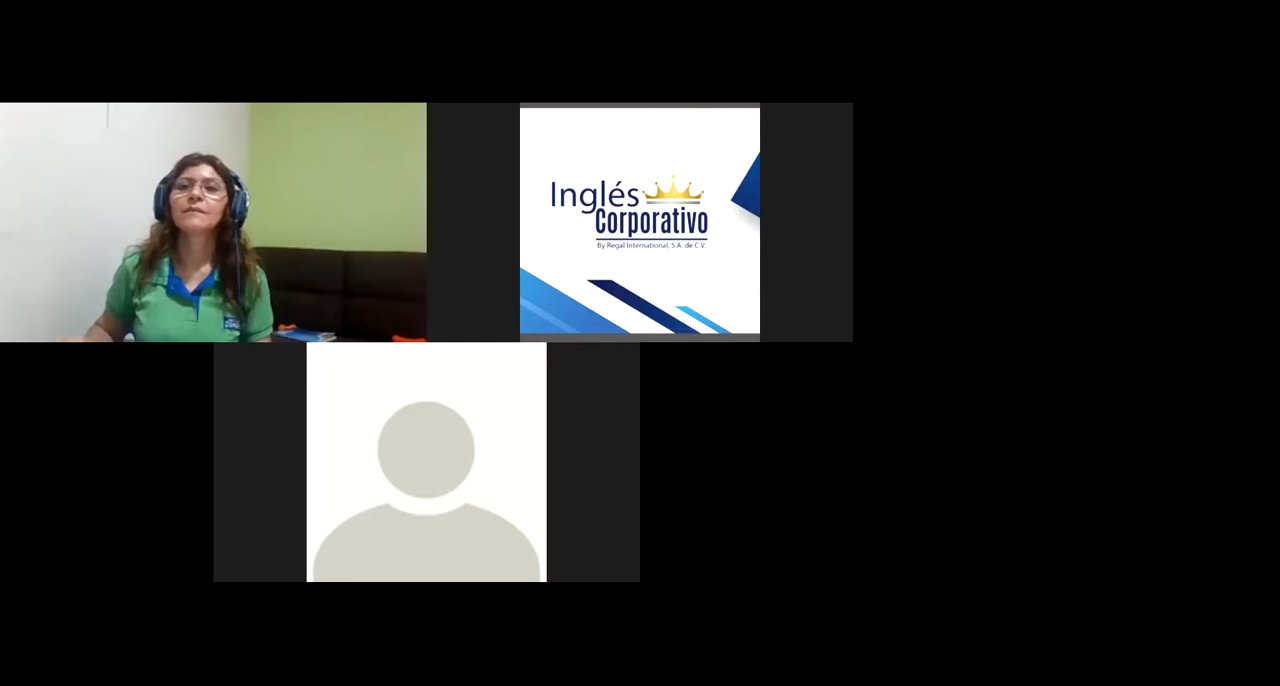 Inglés
Corporativo
By Regal International, S.A. de C.V.